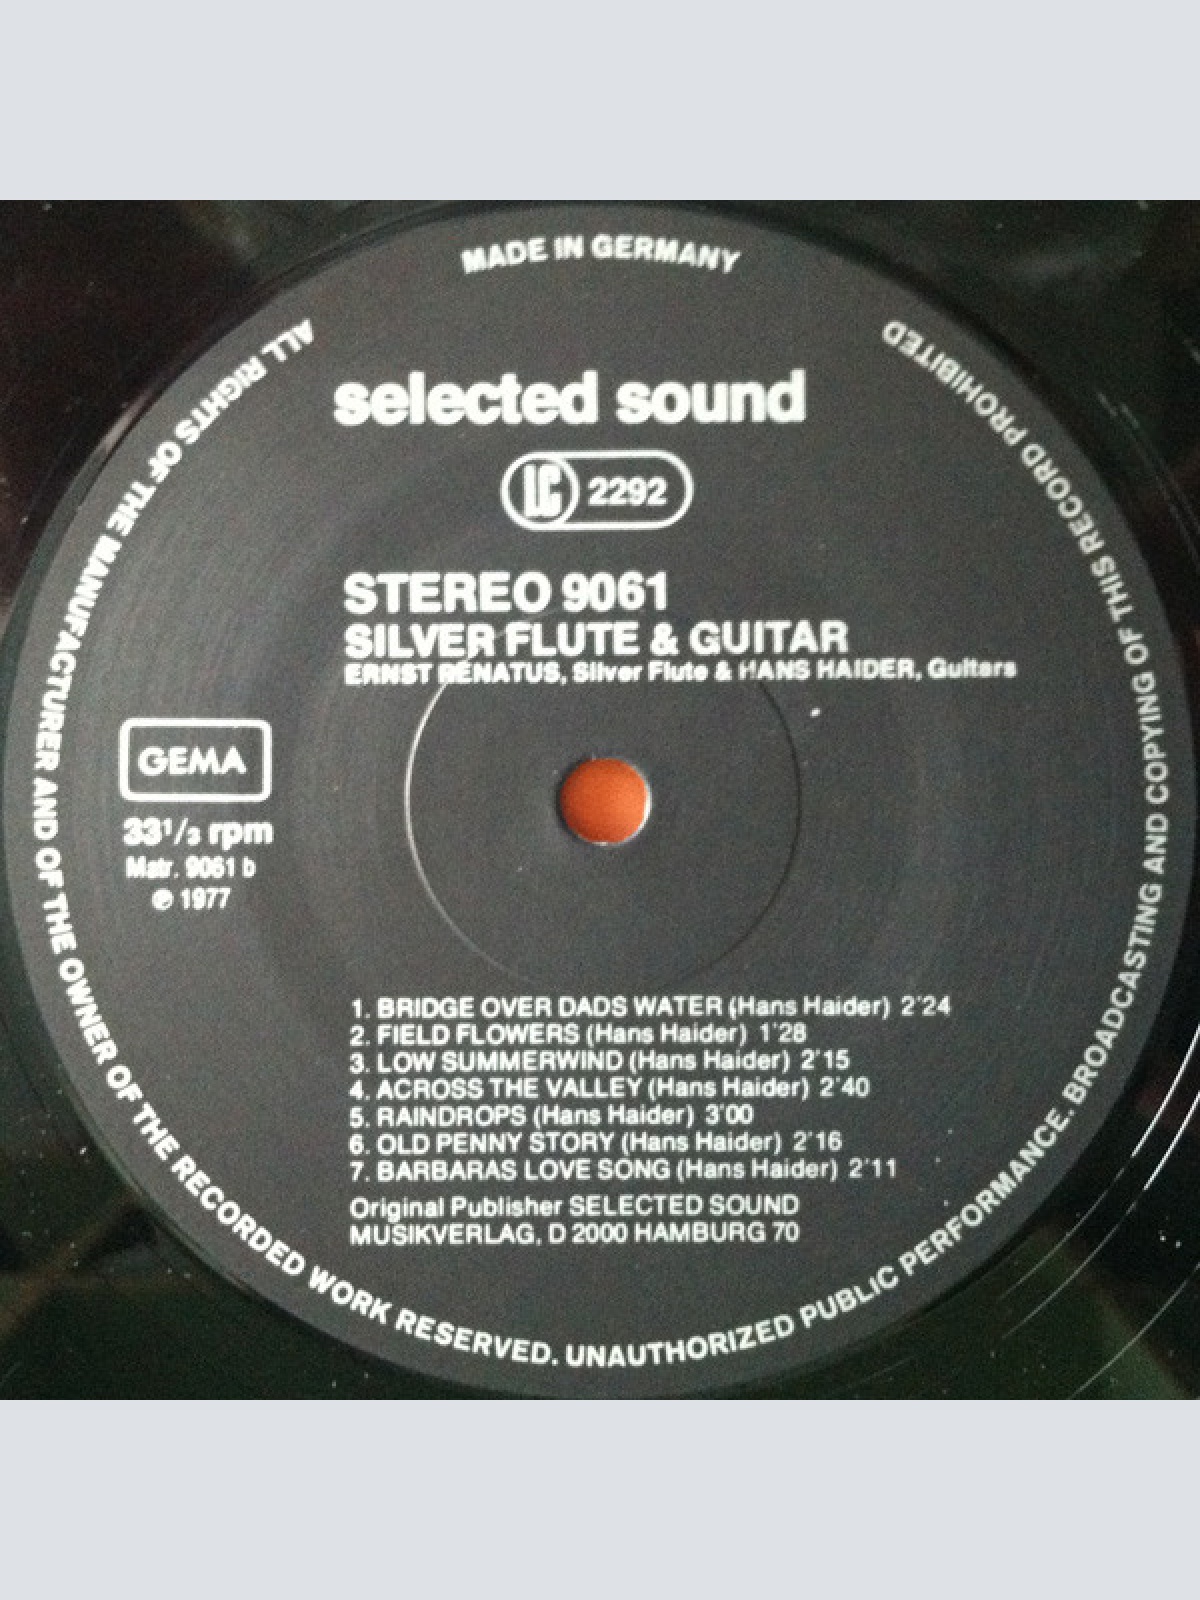 MADE IN GERMANY
selected sound
LC 2292
STEREO 9061
SILVER FLUTE & GUITAR
ERNST RENATUS, Silver Flute & HANS HAIDER, Guitars
GEMA
33 1/3 rpm
Matr. 9061 b
℗ 1977
1. BRIDGE OVER DADS WATER (Hans Haider) 2'24
2. FIELD FLOWERS (Hans Haider) 1'28
3. LOW SUMMERWIND (Hans Haider) 2'15
4. ACROSS THE VALLEY (Hans Haider) 2'40
5. RAINDROPS (Hans Haider) 3'00
6. OLD PENNY STORY (Hans Haider) 2'16
7. BARBARAS LOVE SONG (Hans Haider) 2'11
Original Publisher SELECTED SOUND
MUSIKVERLAG, D 2000 HAMBURG 70
ALL RIGHTS OF THE MANUFACTURER AND OF THE OWNER OF THE RECORDED WORK RESERVED. UNAUTHORIZED PUBLIC PERFORMANCE. BROADCASTING AND COPYING OF THIS RECORD PROHIBITED